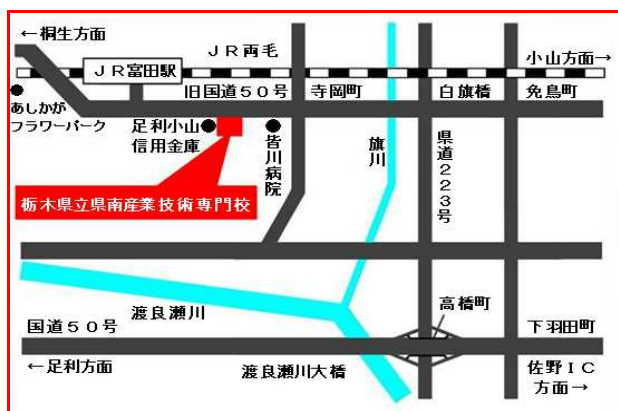 ←桐生方面
JR両毛
小山方面→
JR富田駅
旧国道50号
寺岡町
白旗橋
免鳥町
あしかが
フラワーパーク
足利小山
信用金庫
皆川病院
旗川
県道223号
栃木県立県南産業技術専門校
渡良瀬川
高橋町
国道50号
下羽田町
←足利方面
渡良瀬川大橋
佐野IC
方面→